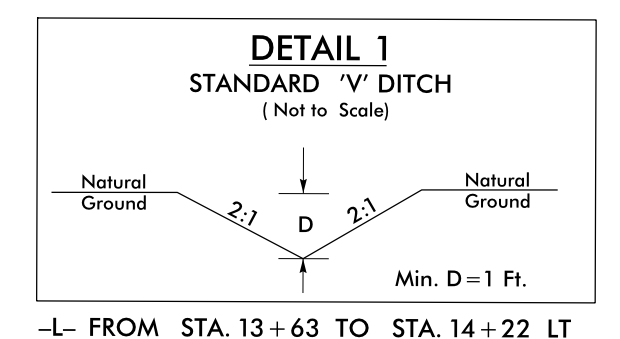 DETAIL 1
STANDARD 'V' DITCH
( Not to Scale)
Natural
Ground
2:1
D
2:1
Natural
Ground
Min. D=1 Ft.
-L- FROM STA. 13+63 TO STA. 14+22 LT